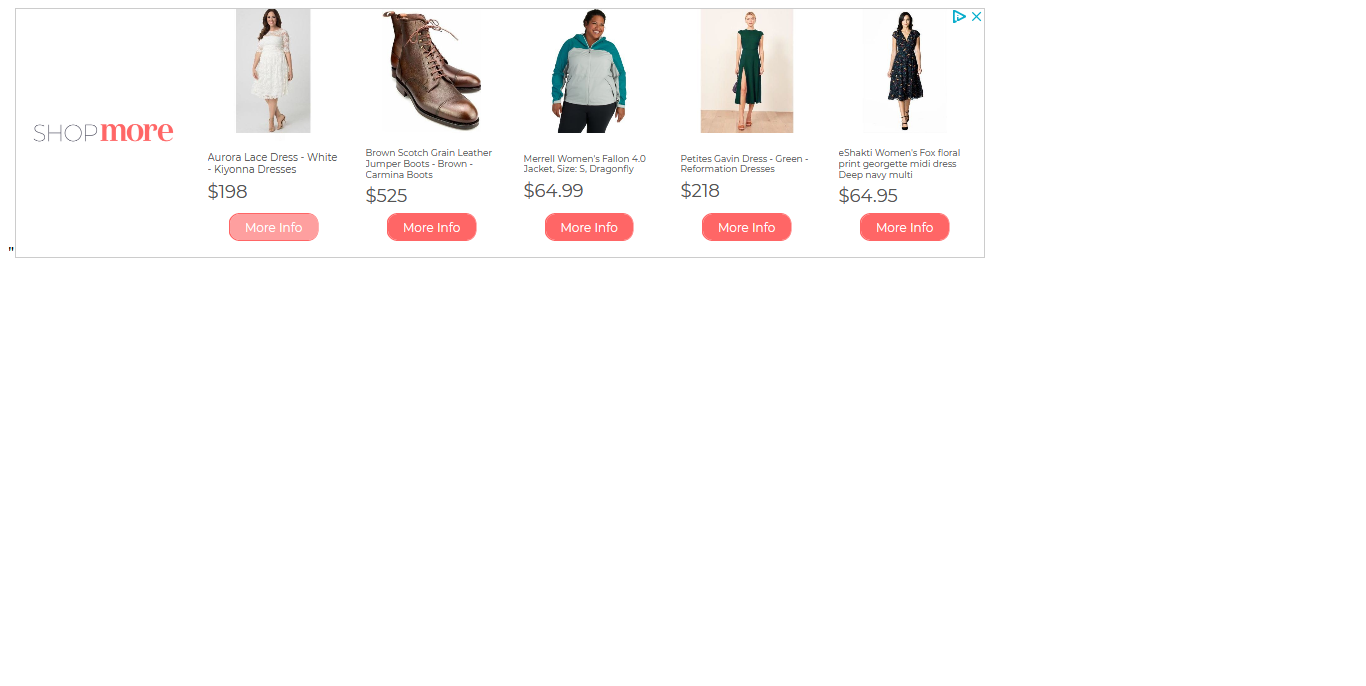 SHOP more
Aurora Lace Dress - White
- Kiyonna Dresses
$198
More Info
Brown Scotch Grain Leather
Jumper Boots - Brown -
Carmina Boots
$525
More Info
Merrell Women's Fallon 4.0
Jacket, Size: S, Dragonfly
$64.99
More Info
Petites Gavin Dress - Green -
Reformation Dresses
$218
More Info
eShakti Women's Fox floral
print georgette midi dress
Deep navy multi
$64.95
More Info
"